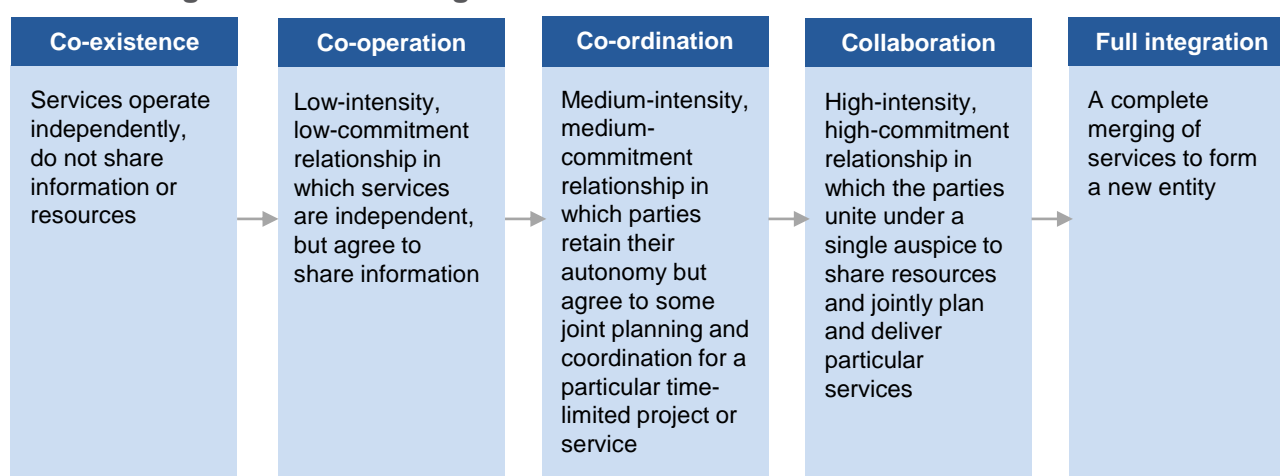 Co-existence
Services operate
independently,
do not share
information or
resources
Co-operation
Low-intensity,
low-commitment
relationship in
which services
are independent,
but agree to
share information
Co-ordination
Medium-intensity,
medium-
commitment
relationship in
which parties
retain their
autonomy but
agree to some
joint planning and
coordination for a
particular time-
limited project or
service
Collaboration
High-intensity,
high-commitment
relationship in
which the parties
unite under a
single auspice to
share resources
and jointly plan
and deliver
particular
services
Full integration
A complete
merging of
services to form
a new entity